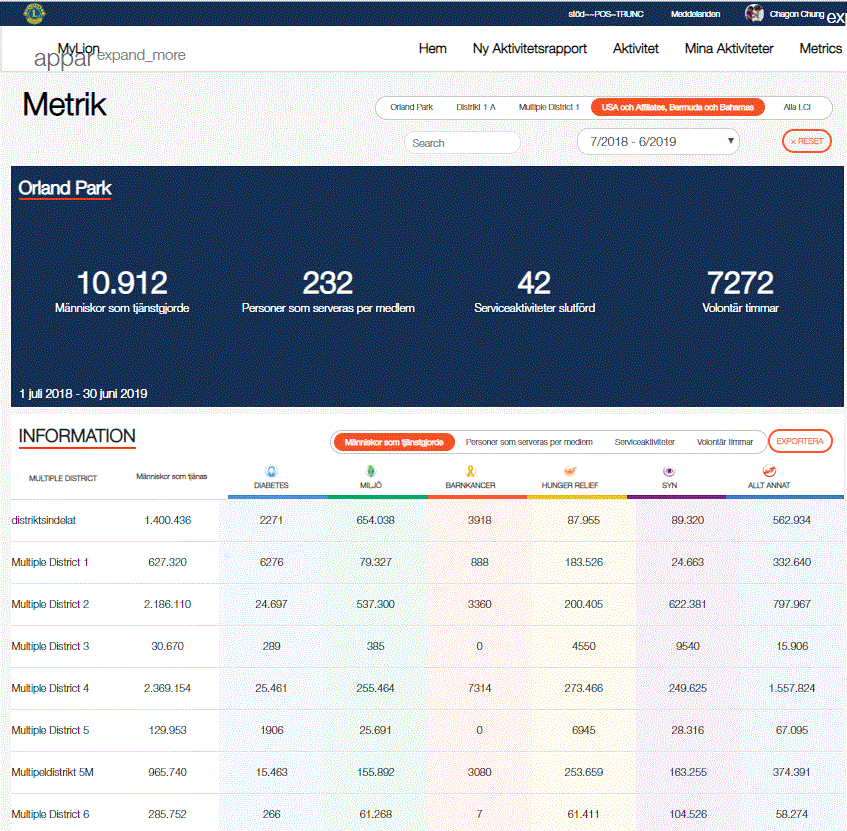 stöd---POS--TRUNC Meddelanden Chagon Chung exp
MyLion
appar expand_more
Hem Ny Aktivitetsrapport Aktivitet Mina Aktiviteter Metrics
Metrik
Orland Park Distrikt 1 A Multiple District 1 USA och Affiliates, Bermuda och Bahamas Alla LCI
Search 7/2018 - 6/2019 × RESET
Orland Park
10.912 232 42 7272
Människor som tjänstgjorde Personer som serveras per medlem Serviceaktiviteter slutförd Volontär timmar
1 juli 2018 - 30 juni 2019
INFORMATION
Människor som tjänstgjorde Personer som serveras per medlem Serviceaktiviteter Volontär timmar EXPORTERA
MULTIPLE DISTRICT Människor som tjänas DIABETES MILJÖ BARNKANCER HUNGER RELIEF SYN ALLT ANNAT
distriktsindelat 1.400.436 2271 654.038 3918 87.955 89.320 562.934
Multiple District 1 627.320 6276 79.327 888 183.526 24.663 332.640
Multiple District 2 2.186.110 24.697 537.300 3360 200.405 622.381 797.967
Multiple District 3 30.670 289 385 0 4550 9540 15.906
Multiple District 4 2.369.154 25.461 255.464 7314 273.466 249.625 1.557.824
Multiple District 5 129.953 1906 25.691 0 6945 28.316 67.095
Multipeldistrikt 5M 965.740 15.463 155.892 3080 253.659 163.255 374.391
Multiple District 6 285.752 266 61.268 7 61.411 104.526 58.274